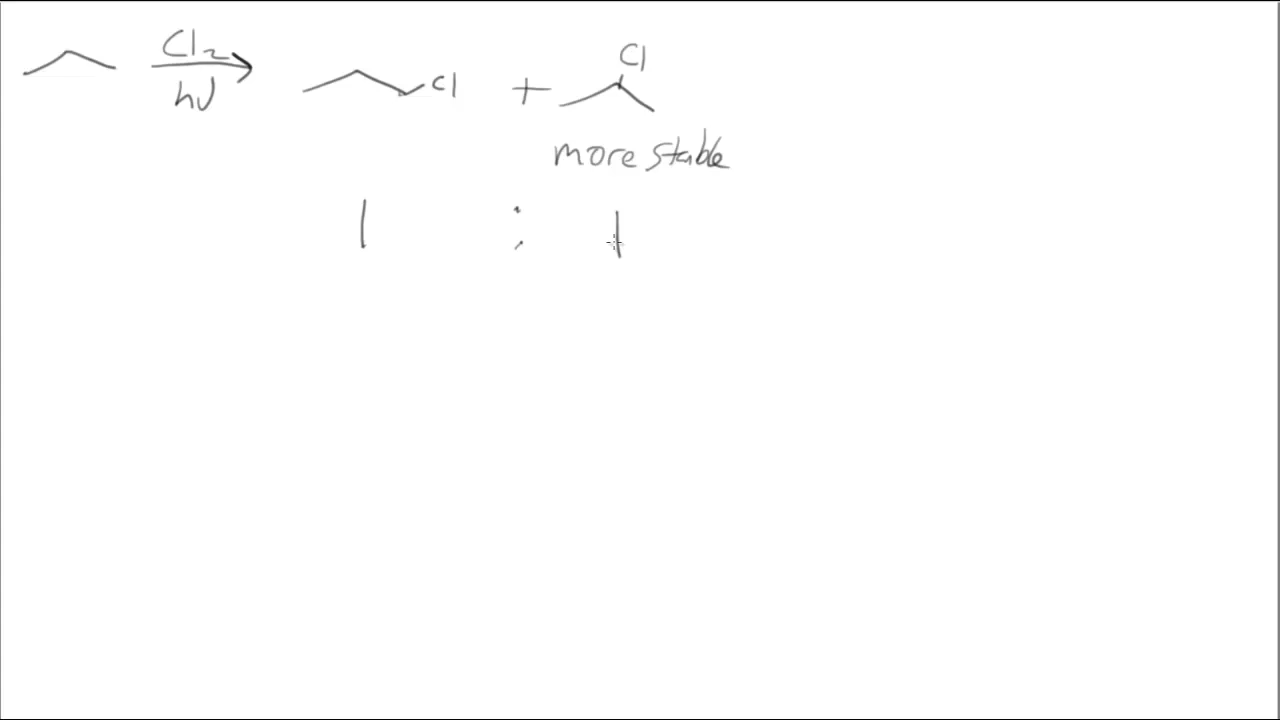 Cl₂
hν
Cl + Cl
more stable
1 : 1